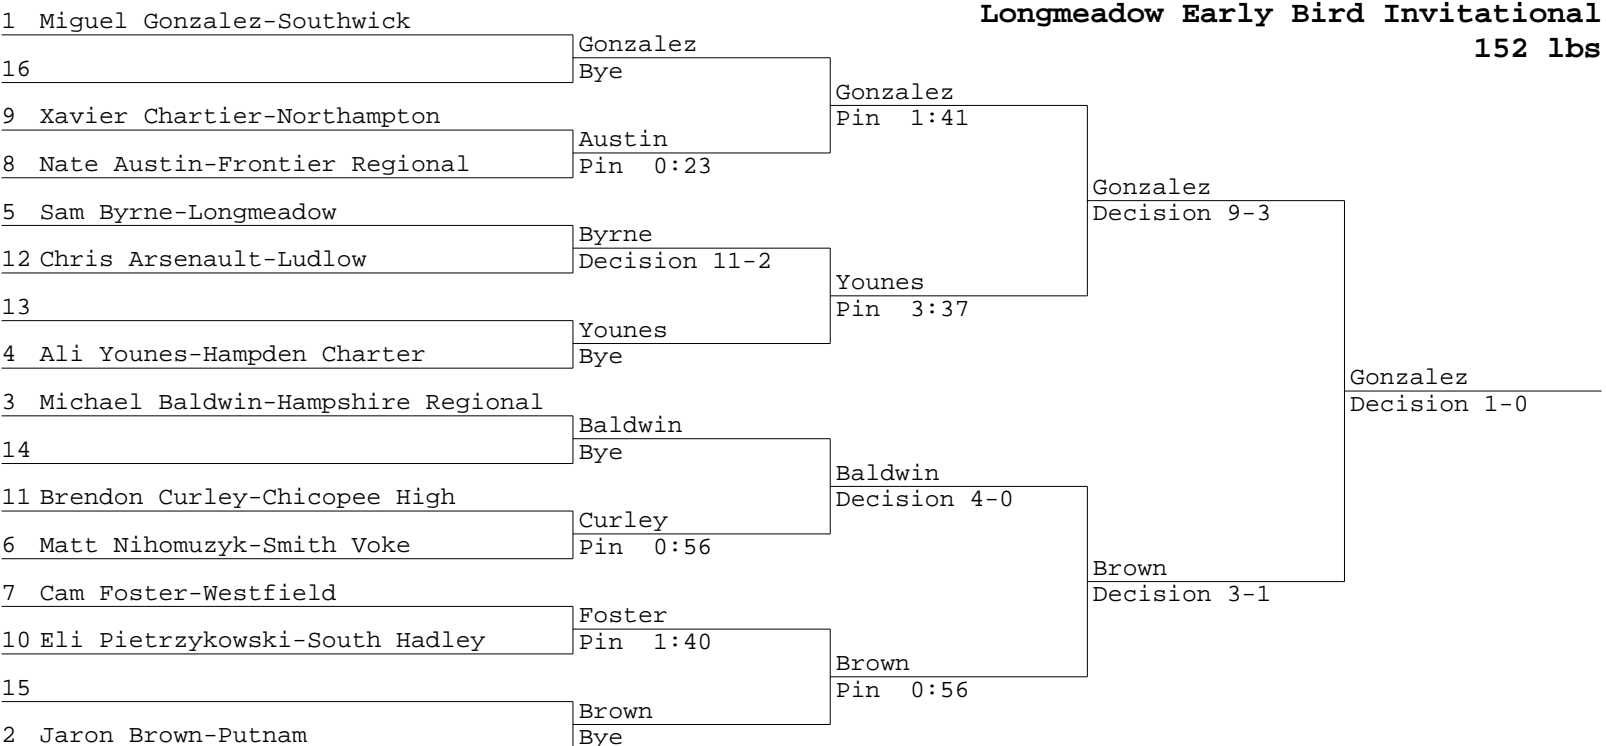 Longmeadow Early Bird Invitational
152 lbs
1 Miguel Gonzalez-Southwick
16
9 Xavier Chartier-Northampton
8 Nate Austin-Frontier Regional
5 Sam Byrne-Longmeadow
12 Chris Arsenault-Ludlow
13
4 Ali Younes-Hampden Charter
3 Michael Baldwin-Hampshire Regional
14
11 Brendon Curley-Chicopee High
6 Matt Nihomuzyk-Smith Voke
7 Cam Foster-Westfield
10 Eli Pietrzykowski-South Hadley
15
2 Jaron Brown-Putnam
Gonzalez
Bye
Austin
Pin 0:23
Byrne
Decision 11-2
Younes
Bye
Baldwin
Bye
Curley
Pin 0:56
Foster
Pin 1:40
Brown
Bye
Gonzalez
Pin 1:41
Younes
Pin 3:37
Baldwin
Decision 4-0
Brown
Pin 0:56
Gonzalez
Decision 9-3
Brown
Decision 3-1
Gonzalez
Decision 1-0